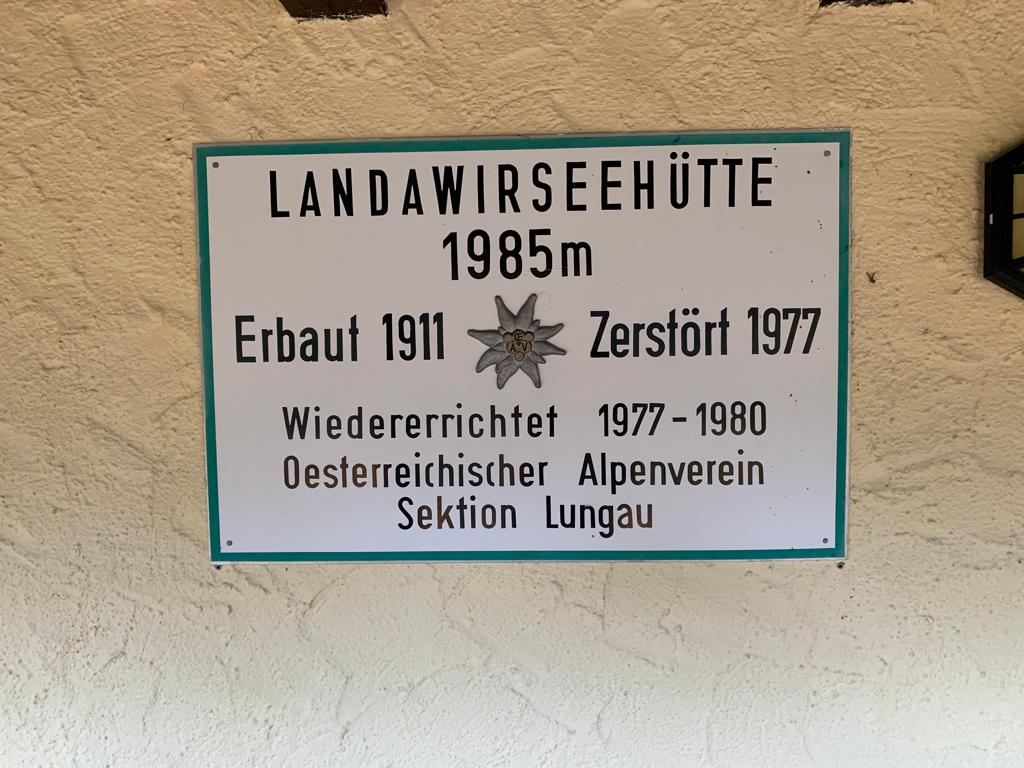 LANDAWIRSEEHÜTTE
1985m
Erbaut 1911 Zerstört 1977
Wiedererrichtet 1977-1980
Oesterreichischer Alpenverein
Sektion Lungau